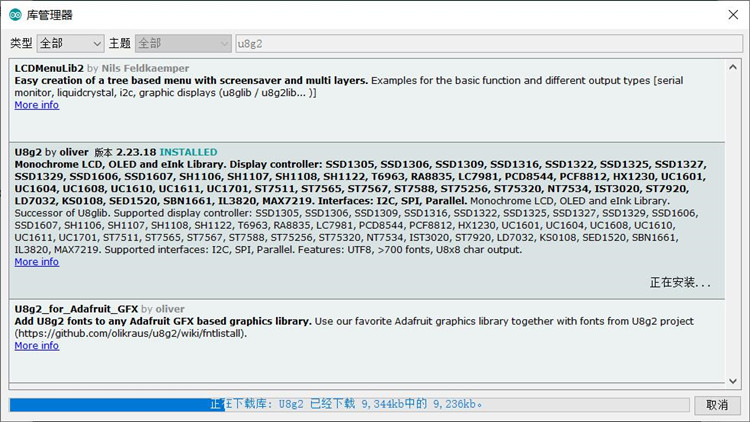 库管理器
类型 全部 主题 全部 u8g2
LCDMenuLib2 by Nils Feldkaemper
Easy creation of a tree based menu with screensaver and multi layers. Examples for the basic function and different output types [serial
monitor, liquidcrystal, i2c, graphic displays (u8glib / u8g2lib... )]
More info
U8g2 by oliver 版本 2.23.18 INSTALLED
Monochrome LCD, OLED and eInk Library. Display controller: SSD1305, SSD1306, SSD1309, SSD1316, SSD1322, SSD1325, SSD1327,
SSD1329, SSD1606, SSD1607, SH1106, SH1107, SH1108, SH1122, T6963, RA8835, LC7981, PCD8544, PCF8812, HX1230, UC1601,
UC1604, UC1608, UC1610, UC1611, UC1701, ST7511, ST7565, ST7567, ST7588, ST75256, ST75320, NT7534, IST3020, ST7920,
LD7032, KS0108, SED1520, SBN1661, IL3820, MAX7219. Interfaces: I2C, SPI, Parallel. Monochrome LCD, OLED and eInk Library.
Successor of U8glib. Supported display controller: SSD1305, SSD1306, SSD1309, SSD1316, SSD1322, SSD1325, SSD1327, SSD1329, SSD1606,
SSD1607, SH1106, SH1107, SH1108, SH1122, T6963, RA8835, LC7981, PCD8544, PCF8812, HX1230, UC1601, UC1604, UC1608, UC1610,
UC1611, UC1701, ST7511, ST7565, ST7567, ST7588, ST75256, ST75320, NT7534, IST3020, ST7920, LD7032, KS0108, SED1520, SBN1661,
IL3820, MAX7219. Supported interfaces: I2C, SPI, Parallel. Features: UTF8, >700 fonts, U8x8 char output.
More info
正在安装...
U8g2_for_Adafruit_GFX by oliver
Add U8g2 fonts to any Adafruit GFX based graphics library. Use our favorite Adafruit graphics library together with fonts from U8g2 project
(https://github.com/olikraus/u8g2/wiki/fntlistall).
More info
正在下载库: U8g2 已经下载 9,344kb中的 9,236kb。
取消